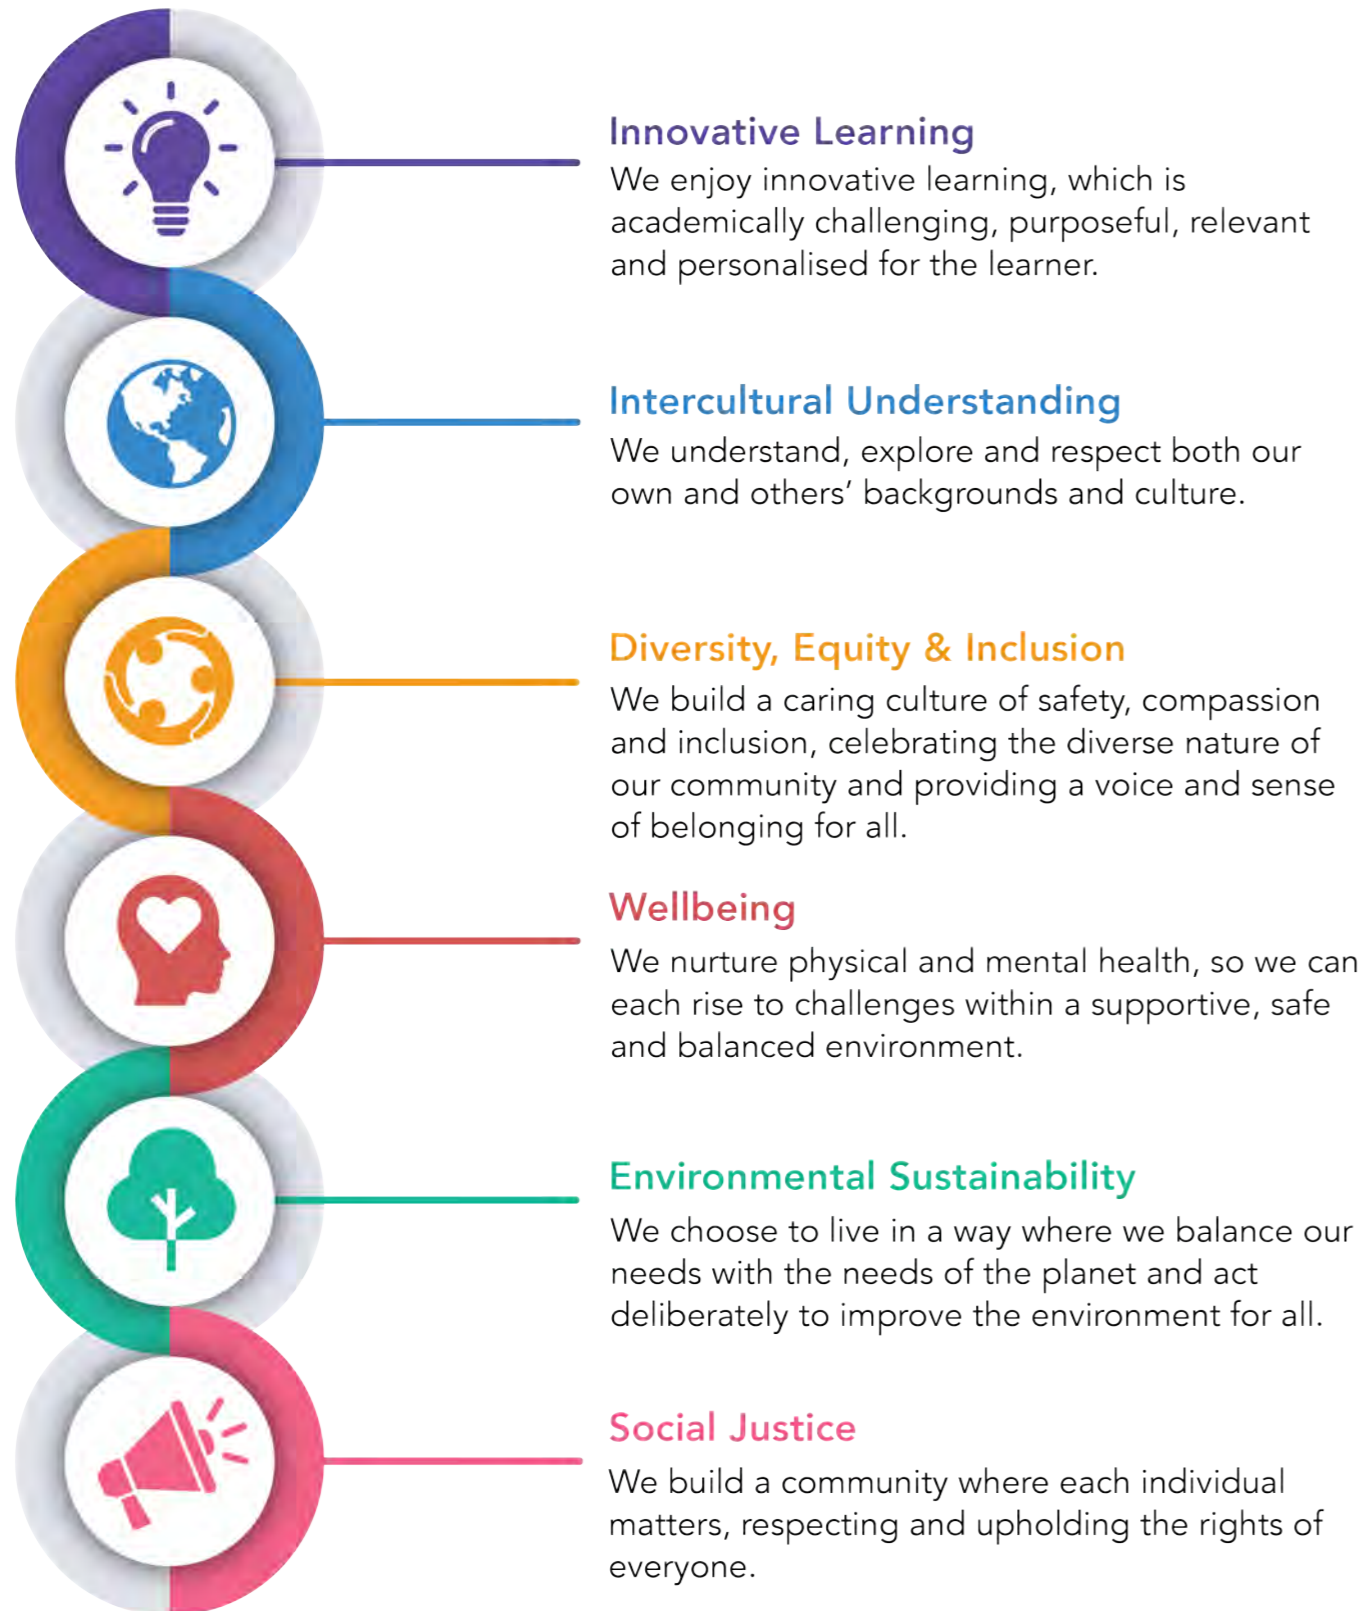 Innovative Learning
We enjoy innovative learning, which is
academically challenging, purposeful, relevant
and personalised for the learner.
Intercultural Understanding
We understand, explore and respect both our
own and others’ backgrounds and culture.
Diversity, Equity & Inclusion
We build a caring culture of safety, compassion
and inclusion, celebrating the diverse nature of
our community and providing a voice and sense
of belonging for all.
Wellbeing
We nurture physical and mental health, so we can
each rise to challenges within a supportive, safe
and balanced environment.
Environmental Sustainability
We choose to live in a way where we balance our
needs with the needs of the planet and act
deliberately to improve the environment for all.
Social Justice
We build a community where each individual
matters, respecting and upholding the rights of
everyone.